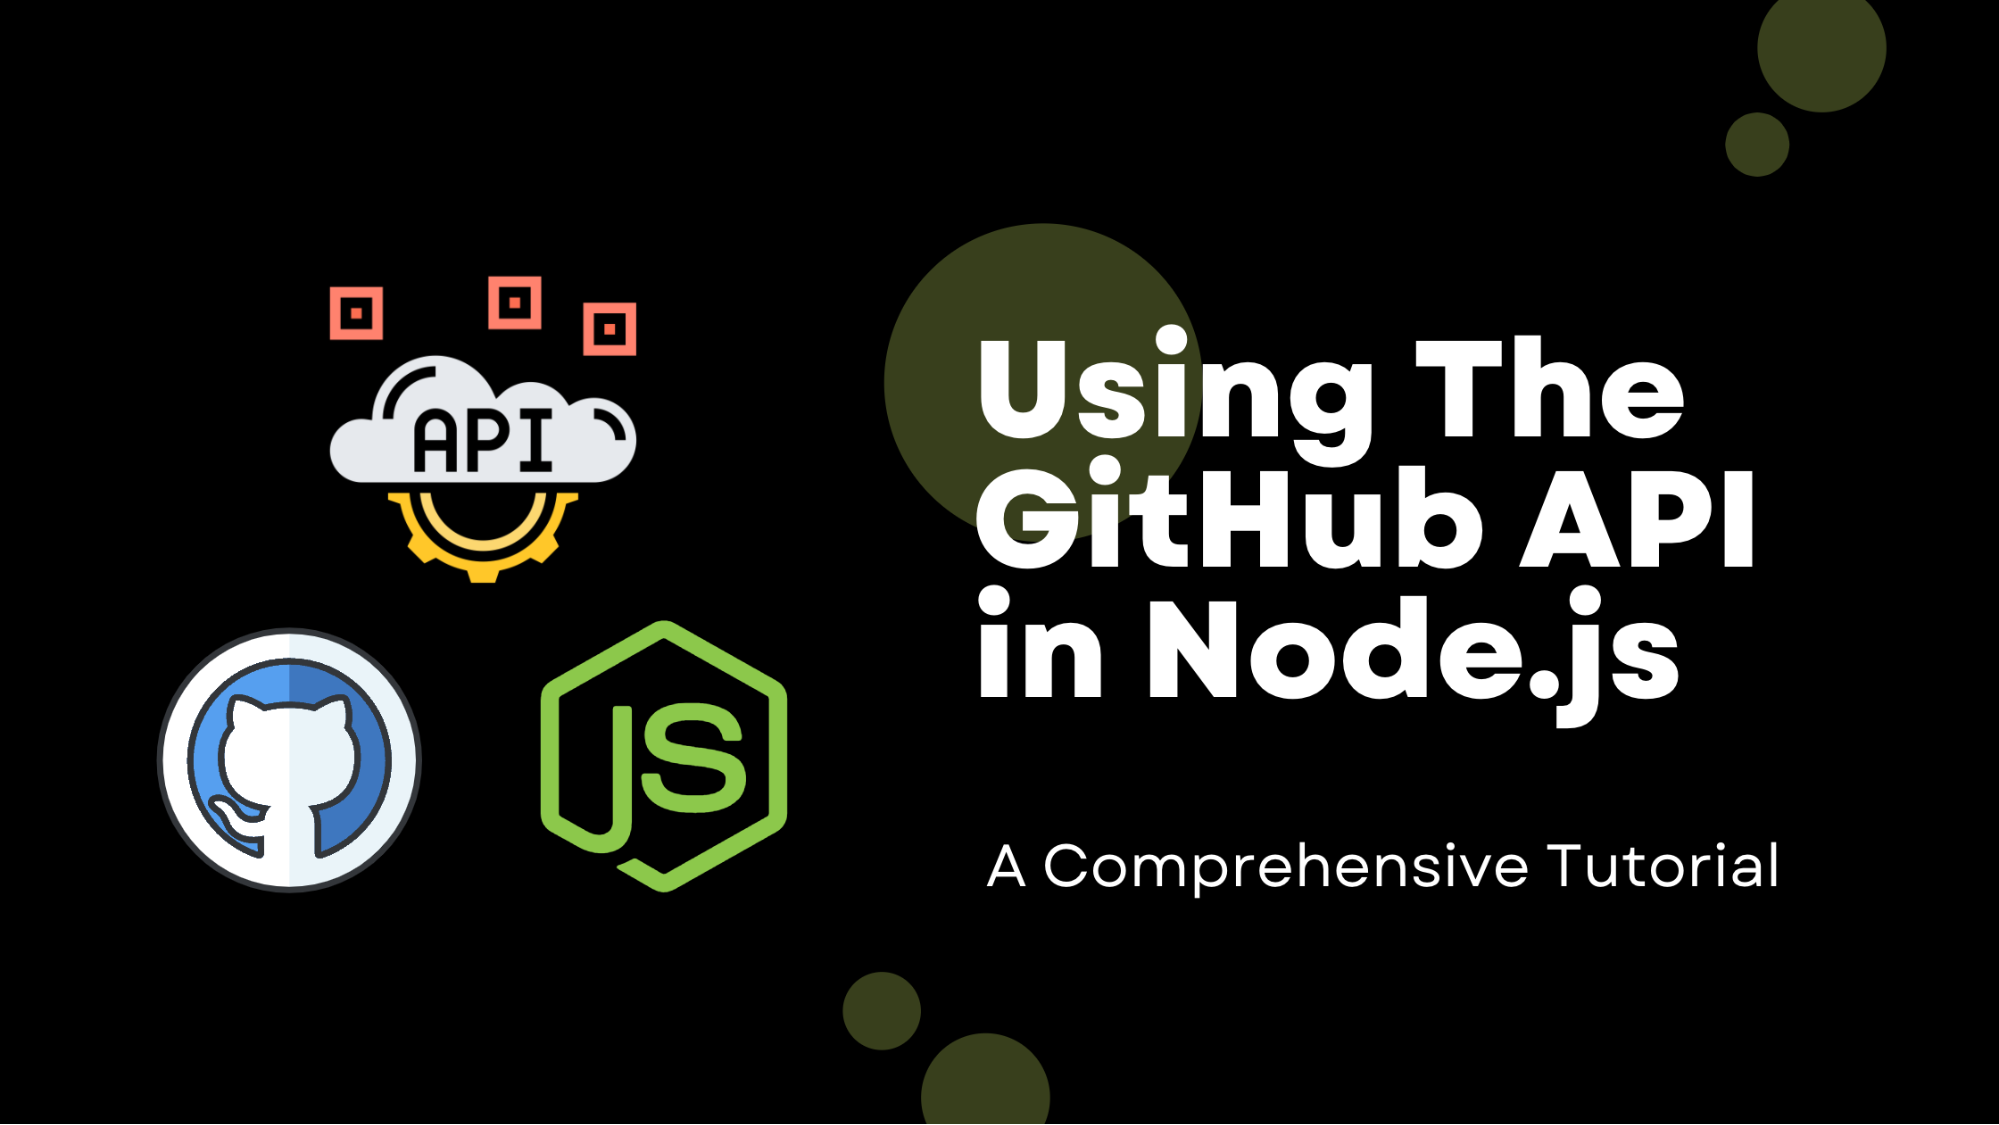 API
JS
Using The
GitHub API
in Node.js
A Comprehensive Tutorial